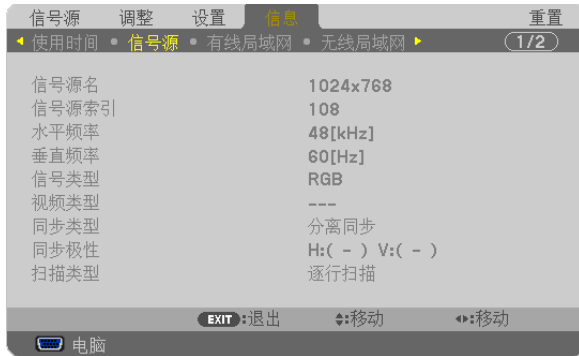 信号源 调整 设置 信息 重置
使用时间 • 信号源 • 有线局域网 • 无线局域网 1/2
信号源名 1024x768
信号源索引 108
水平频率 48[kHz]
垂直频率 60[Hz]
信号类型 RGB
视频类型 ---
同步类型 分离同步
同步极性 H:( - ) V:( - )
扫描类型 逐行扫描
EXIT:退出 :移动 :移动
电脑